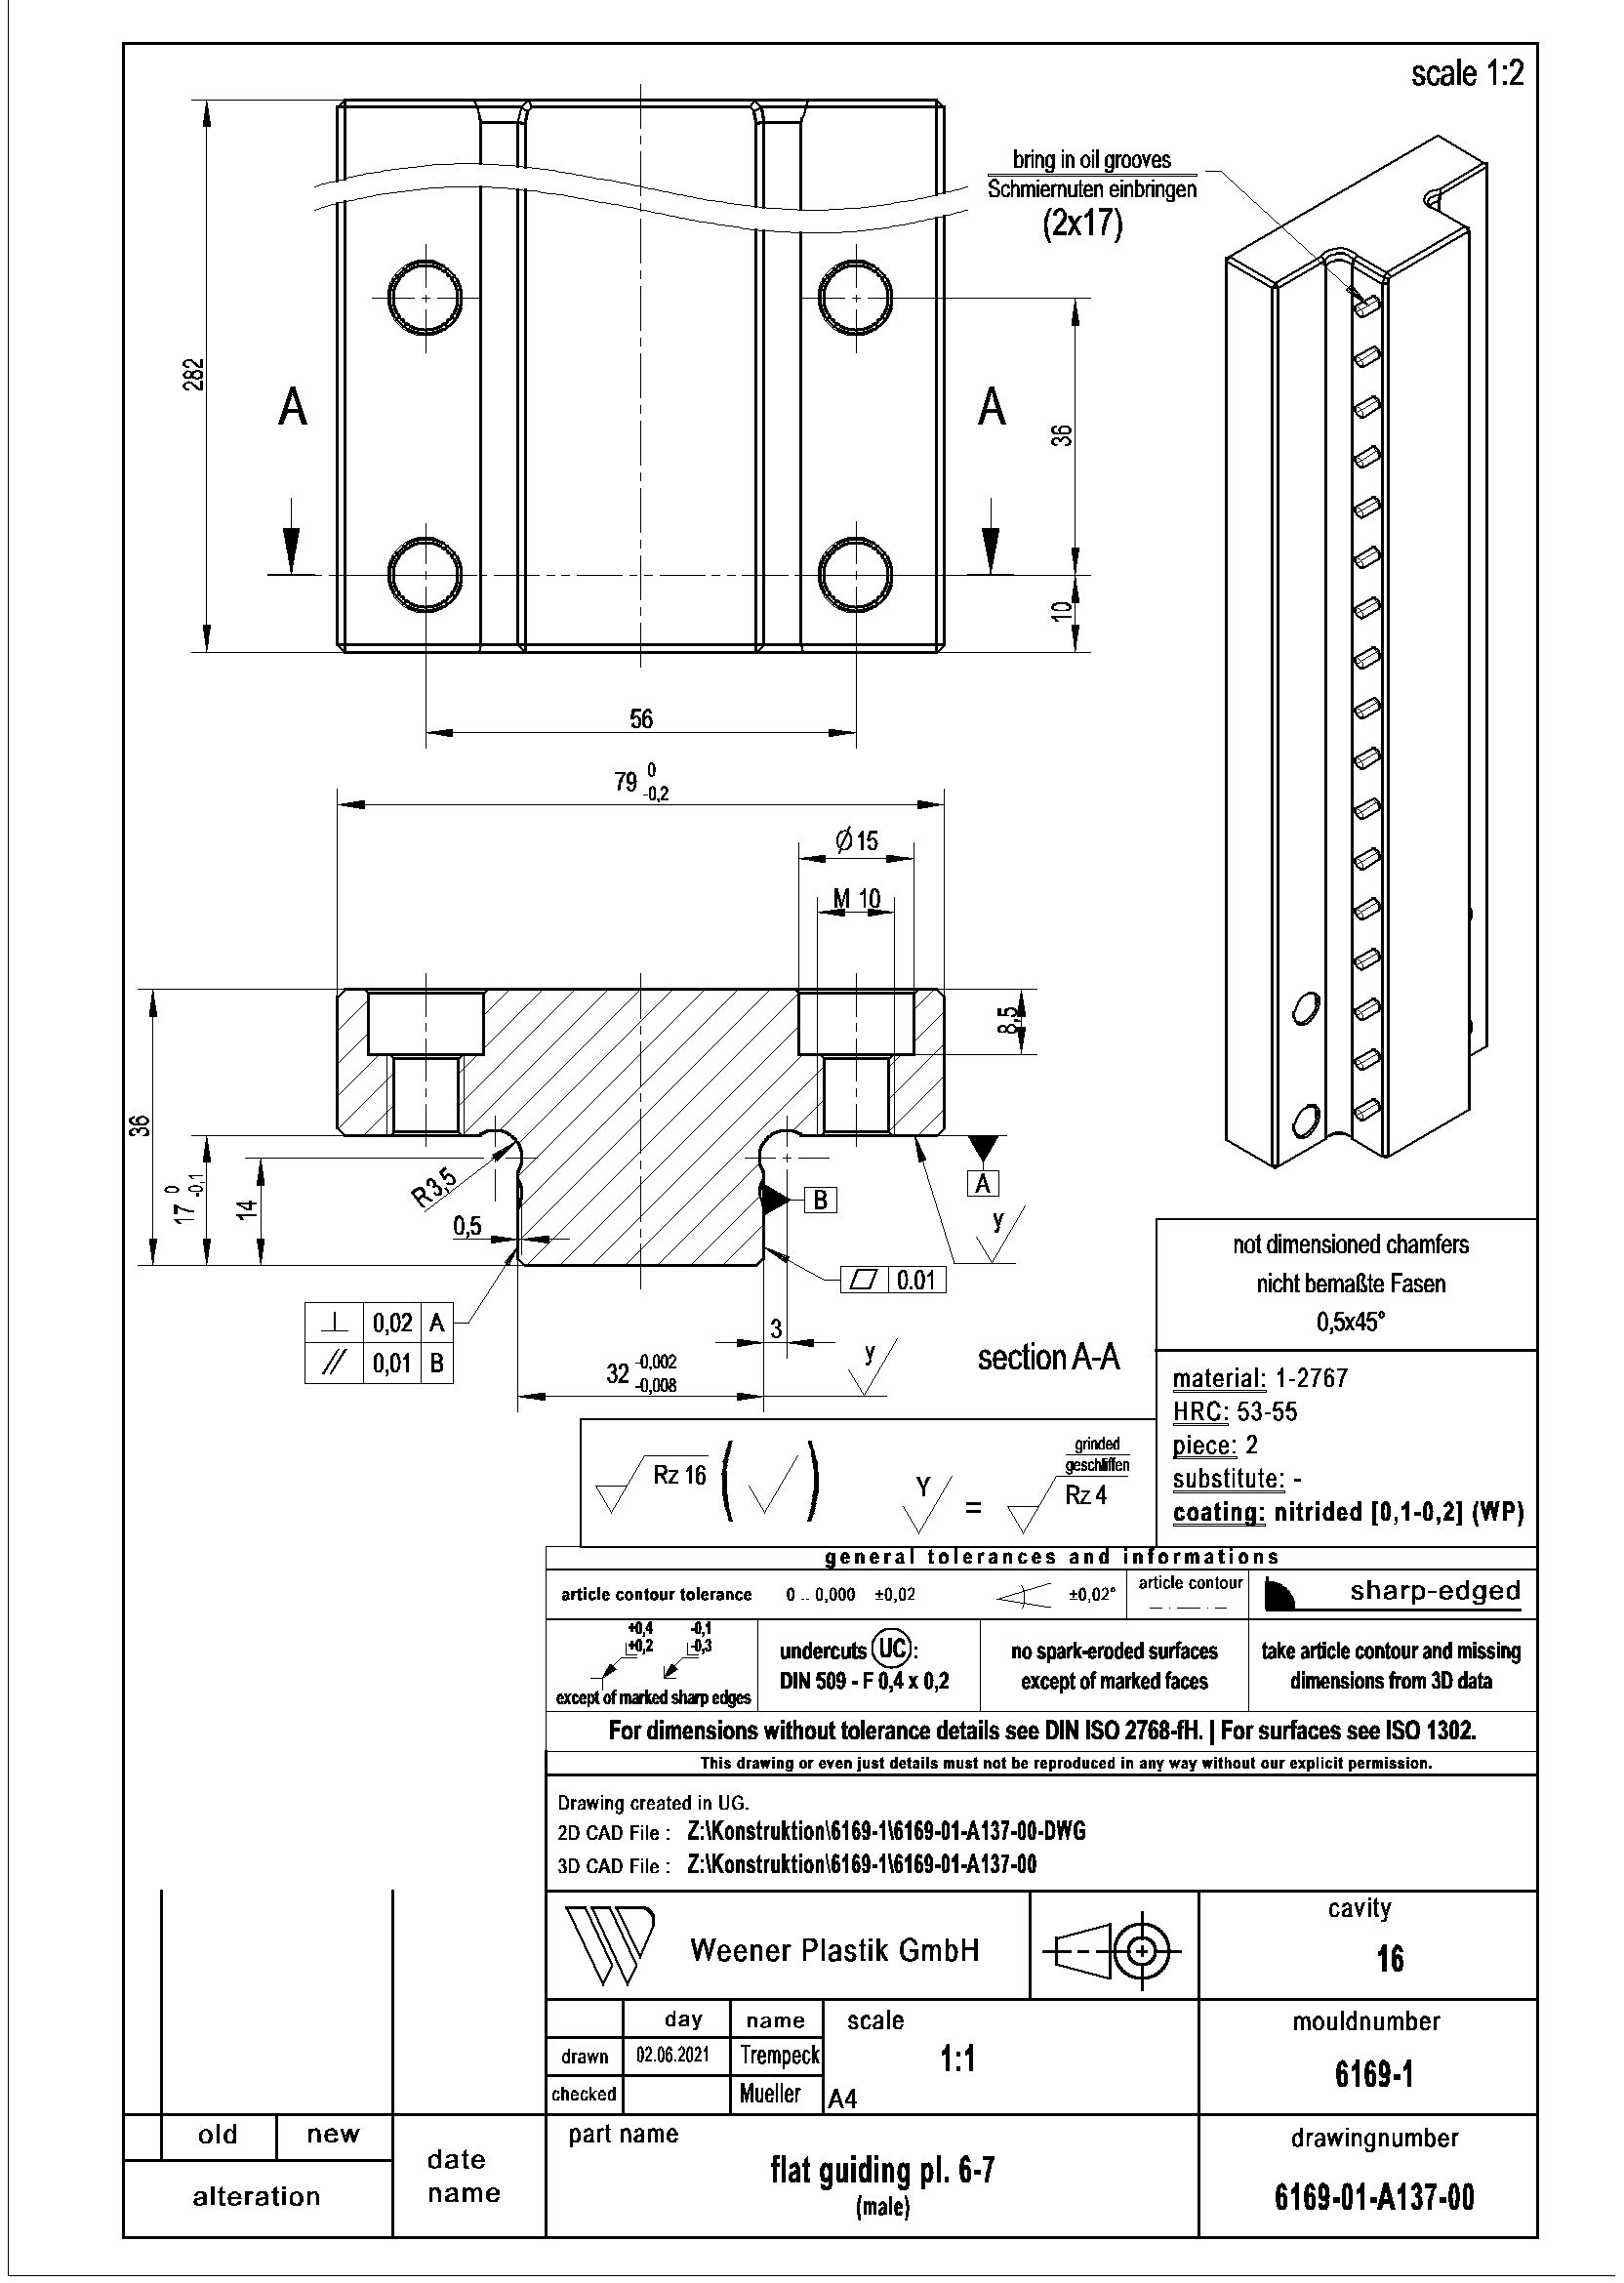 scale 1:2
bring in oil grooves
Schmiernuten einbringen
(2x17)
282
A
A
36
10
56
79 0
-0,2
Ø15
M 10
8,5
36
17 0
-0,1
14
R3,5
0,5
A
B
y
0.01
⊥ 0,02 A
// 0,01 B
3
y
32 -0,002
-0,008
section A-A
not dimensioned chamfers
nicht bemaßte Fasen
0,5x45°
material: 1-2767
HRC: 53-55
piece: 2
substitute: -
coating: nitrided [0,1-0,2] (WP)
Rz 16
Y
=
grinded
geschliffen
Rz 4
general tolerances and informations
article contour tolerance 0 .. 0,000 ±0,02
±0,02°
article contour
sharp-edged
+0,4
+0,2
-0,1
-0,3
except of marked sharp edges
undercuts UC :
DIN 509 - F 0,4 x 0,2
no spark-eroded surfaces
except of marked faces
take article contour and missing
dimensions from 3D data
For dimensions without tolerance details see DIN ISO 2768-fH. | For surfaces see ISO 1302.
This drawing or even just details must not be reproduced in any way without our explicit permission.
Drawing created in UG.
2D CAD File : Z:\Konstruktion\6169-1\6169-01-A137-00-DWG
3D CAD File : Z:\Konstruktion\6169-1\6169-01-A137-00
Weener Plastik GmbH
cavity
16
day name
drawn 02.06.2021 Trempeck
checked Mueller
scale
1:1
A4
mouldnumber
6169-1
old new
alteration
date
name
part name
flat guiding pl. 6-7
(male)
drawingnumber
6169-01-A137-00